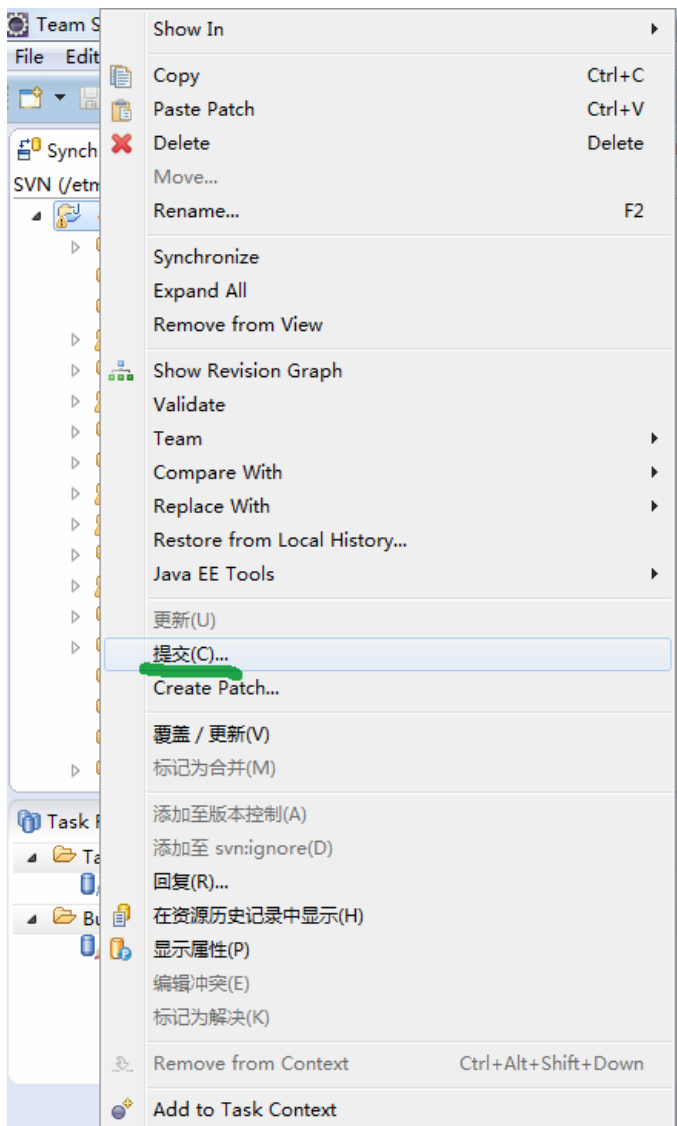 Team S
File Edit
Synch
SVN (/etm
Task
Ta
Bu
Show In
Copy Ctrl+C
Paste Patch Ctrl+V
Delete Delete
Move...
Rename... F2
Synchronize
Expand All
Remove from View
Show Revision Graph
Validate
Team
Compare With
Replace With
Restore from Local History...
Java EE Tools
更新(U)
提交(C)...
Create Patch...
覆盖 / 更新(V)
标记为合并(M)
添加至版本控制(A)
添加至 svn:ignore(D)
回复(R)...
在资源历史记录中显示(H)
显示属性(P)
编辑冲突(E)
标记为解决(K)
Remove from Context Ctrl+Alt+Shift+Down
Add to Task Context